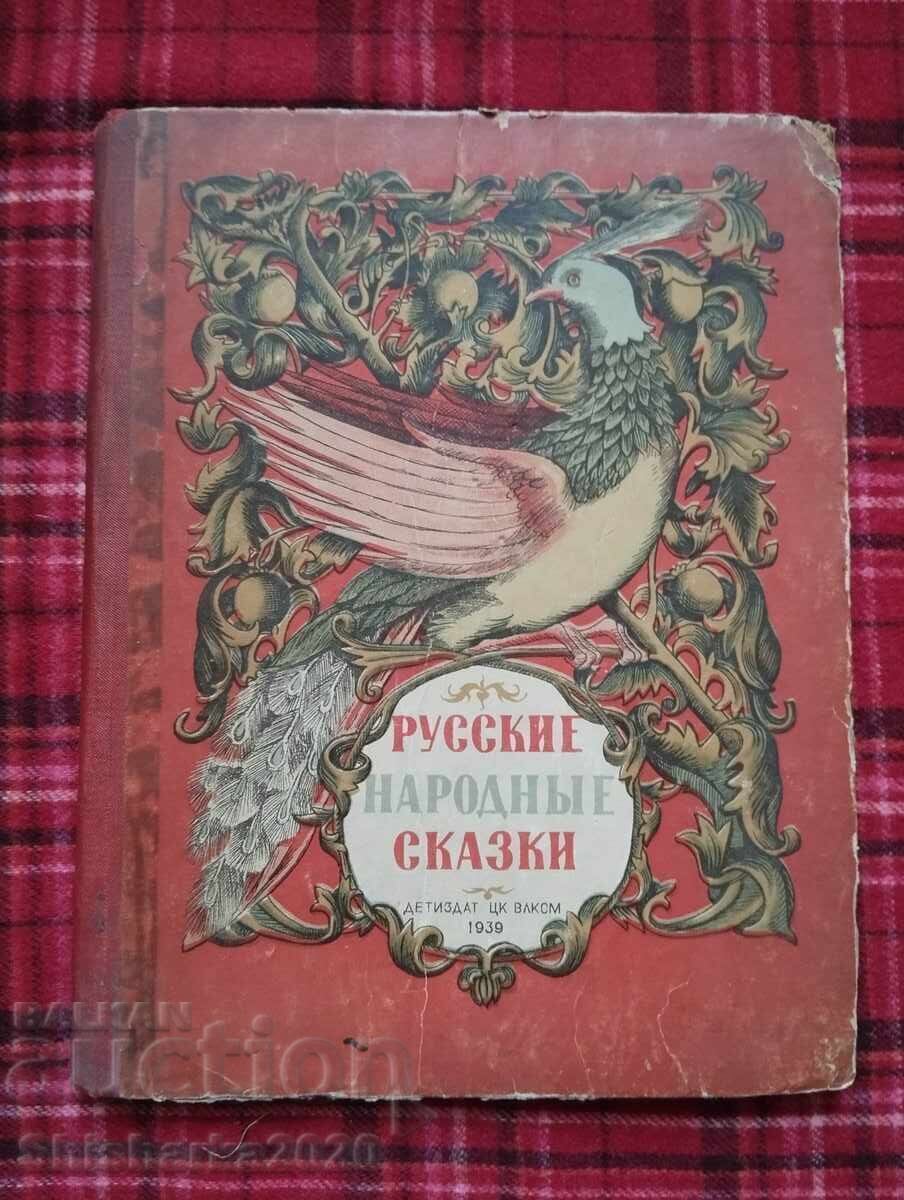 РУССКИЕ
НАРОДНЫЕ
СКАЗКИ
ДЕТИЗДАТ ЦК ВЛКСМ
1939
BALKAN
auction
Shisharka2020